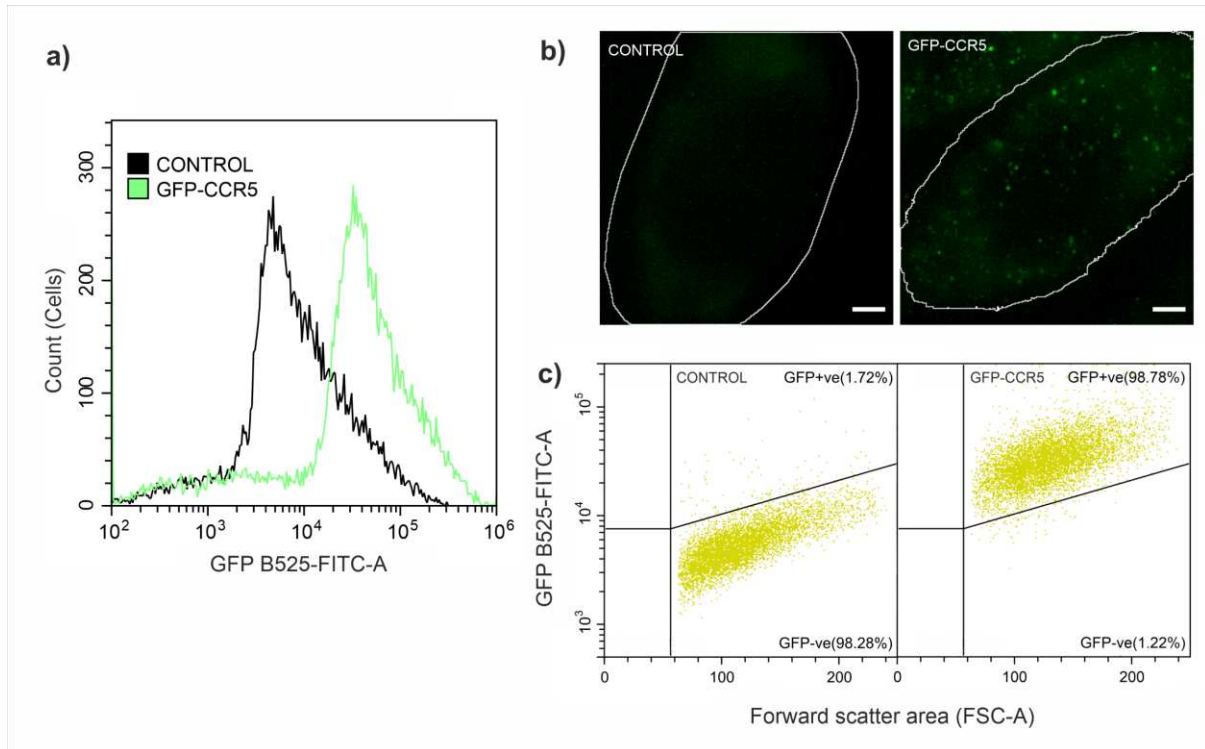 a)
CONTROL
GFP-CCR5
300
200
100
0
10² 10³ 10⁴ 10⁵ 10⁶
Count (Cells)
GFP B525-FITC-A
b)
CONTROL
GFP-CCR5
c)
CONTROL GFP+ve(1.72%)
GFP-CCR5 GFP+ve(98.78%)
10⁵
10⁴
10³
GFP B525-FITC-A
GFP-ve(98.28%)
GFP-ve(1.22%)
0 100 200 0 100 200
Forward scatter area (FSC-A)